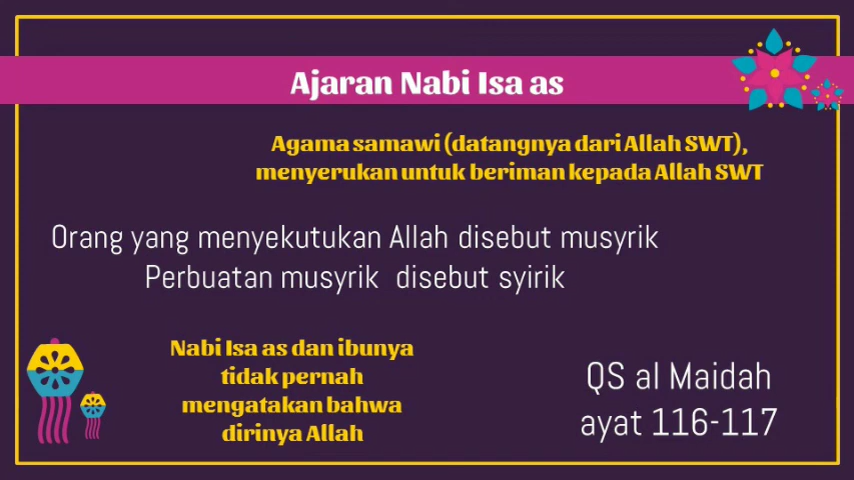 Ajaran Nabi Isa as
Agama samawi (datangnya dari Allah SWT),
menyerukan untuk beriman kepada Allah SWT
Orang yang menyekutukan Allah disebut musyrik
Perbuatan musyrik disebut syirik
Nabi Isa as dan ibunya
tidak pernah
mengatakan bahwa
dirinya Allah
QS al Maidah
ayat 116-117